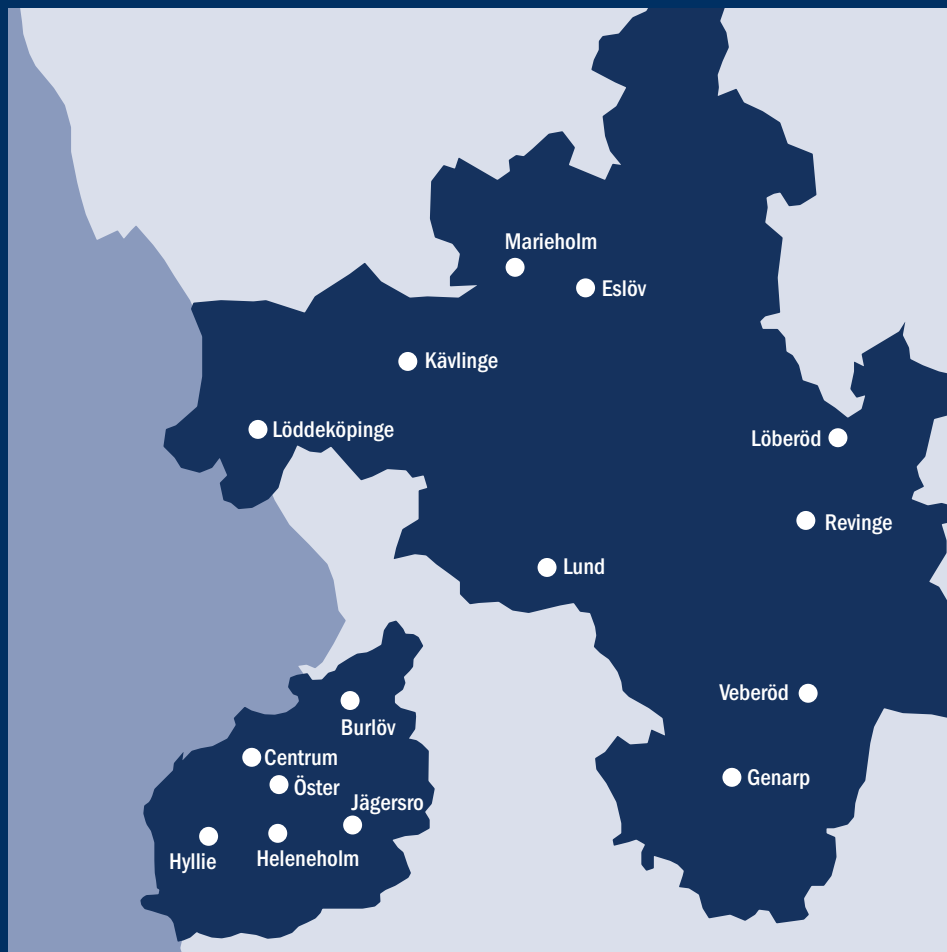 Marieholm
Eslöv
Kävlinge
Löddeköpinge
Löberöd
Revinge
Lund
Veberöd
Burlöv
Centrum
Genarp
Öster
Jägersro
Hyllie
Heleneholm